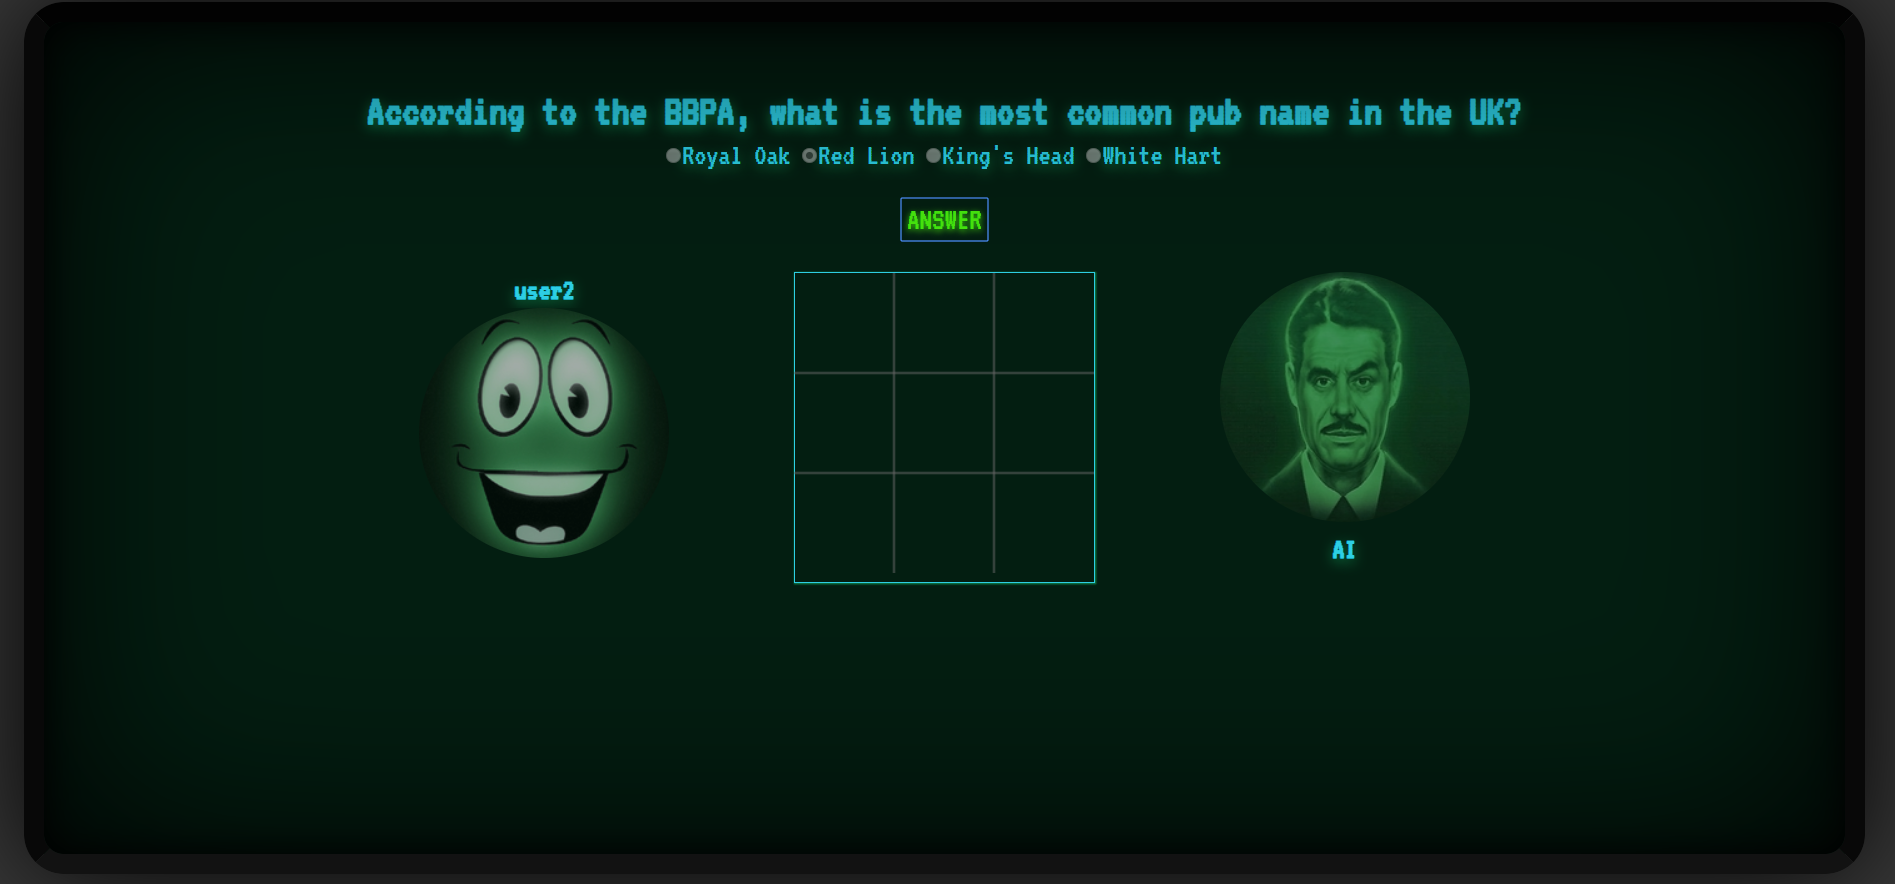 According to the BBPA, what is the most common pub name in the UK?
Royal Oak Red Lion King's Head White Hart
ANSWER
user2
AI